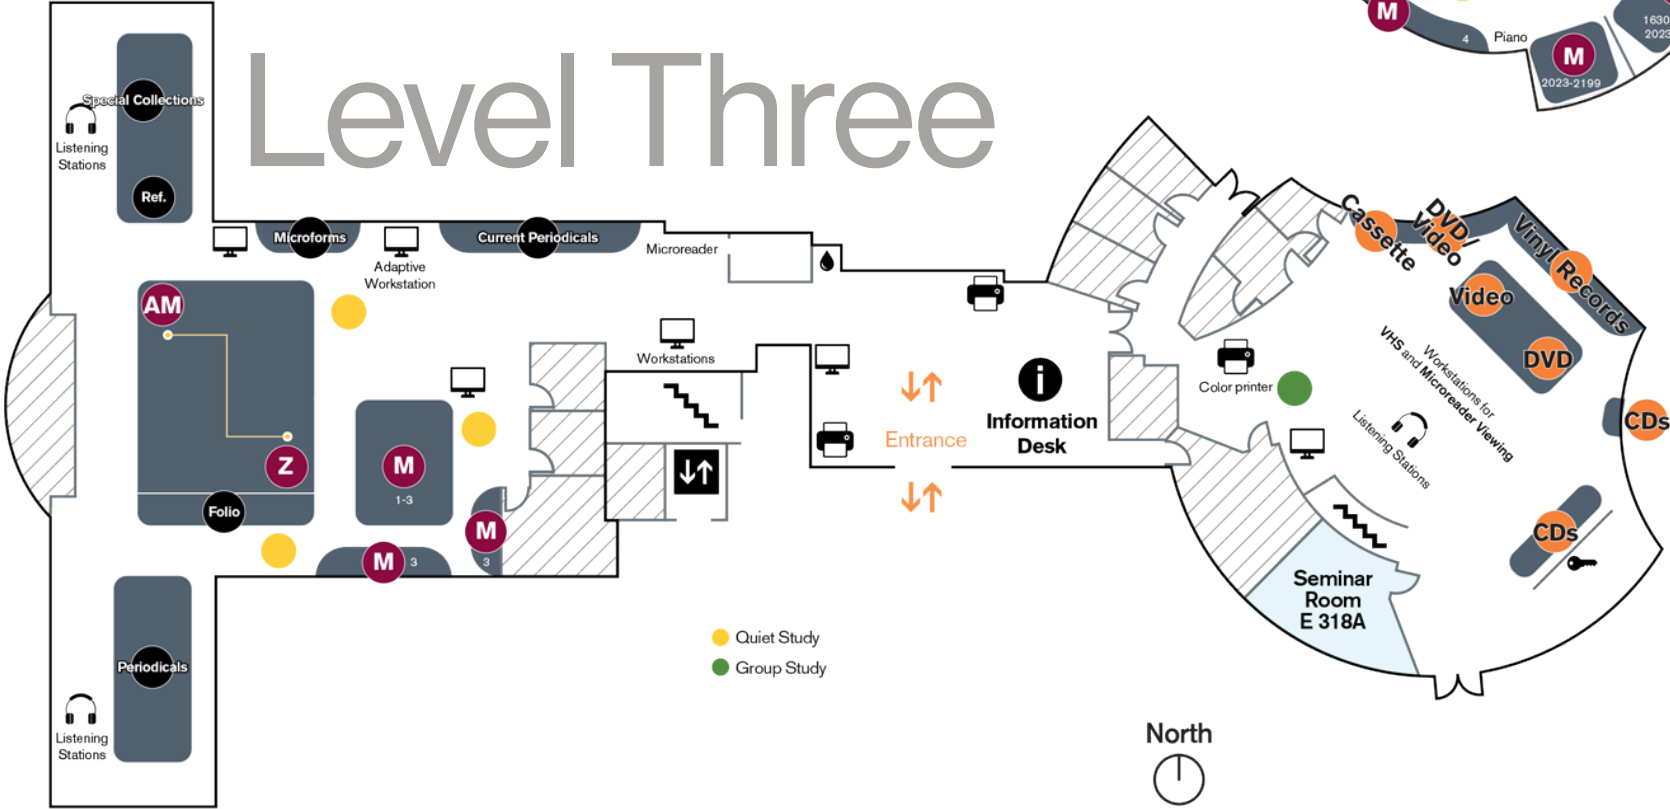 Level Three
M
4
Piano
M
2023-2199
1630
2023
Special Collections
Listening
Stations
Ref.
Microforms
Adaptive
Workstation
Current Periodicals
Microreader
AM
Z
Folio
M
1-3
M
3
M
3
Workstations
Entrance
i
Information
Desk
Periodicals
Listening
Stations
Quiet Study
Group Study
North
Color printer
Cassette
DVD/
Video
Vinyl Records
Video
DVD
Workstations for
VHS and Microreader Viewing
Listening Stations
CDs
CDs
Seminar
Room
E 318A